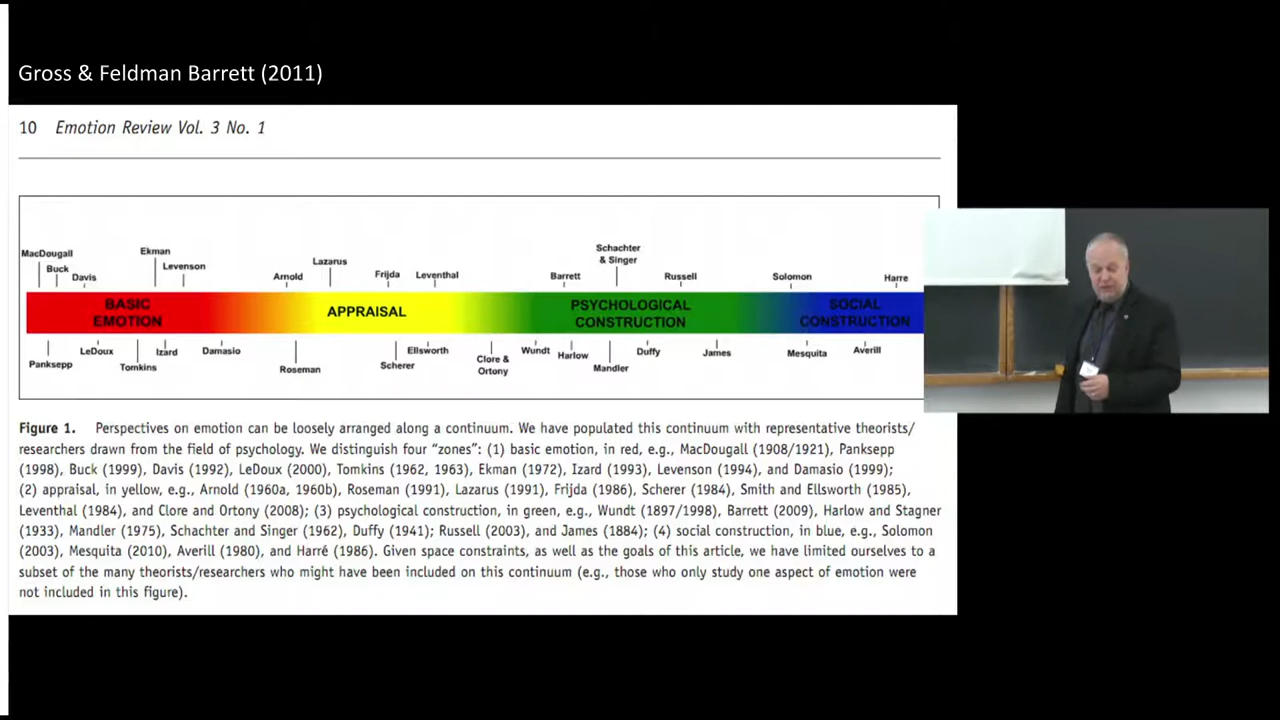 Gross & Feldman Barrett (2011)
10 Emotion Review Vol. 3 No. 1
MacDougall
Buck
Davis
Ekman
Levenson
Arnold
Lazarus
Frijda
Leventhal
Barrett
Schachter
& Singer
Russell
Solomon
Harre
BASIC
EMOTION
APPRAISAL
PSYCHOLOGICAL
CONSTRUCTION
SOCIAL
CONSTRUCTION
Panksepp
LeDoux
Tomkins
Izard
Damasio
Roseman
Scherer
Ellsworth
Clore &
Ortony
Wundt
Harlow
Mandler
Duffy
James
Mesquita
Averill
Figure 1. Perspectives on emotion can be loosely arranged along a continuum. We have populated this continuum with representative theorists/
researchers drawn from the field of psychology. We distinguish four “zones”: (1) basic emotion, in red, e.g., MacDougall (1908/1921), Panksepp
(1998), Buck (1999), Davis (1992), LeDoux (2000), Tomkins (1962, 1963), Ekman (1972), Izard (1993), Levenson (1994), and Damasio (1999);
(2) appraisal, in yellow, e.g., Arnold (1960a, 1960b), Roseman (1991), Lazarus (1991), Frijda (1986), Scherer (1984), Smith and Ellsworth (1985),
Leventhal (1984), and Clore and Ortony (2008); (3) psychological construction, in green, e.g., Wundt (1897/1998), Barrett (2009), Harlow and Stagner
(1933), Mandler (1975), Schachter and Singer (1962), Duffy (1941); Russell (2003), and James (1884); (4) social construction, in blue, e.g., Solomon
(2003), Mesquita (2010), Averill (1980), and Harré (1986). Given space constraints, as well as the goals of this article, we have limited ourselves to a
subset of the many theorists/researchers who might have been included on this continuum (e.g., those who only study one aspect of emotion were
not included in this figure).